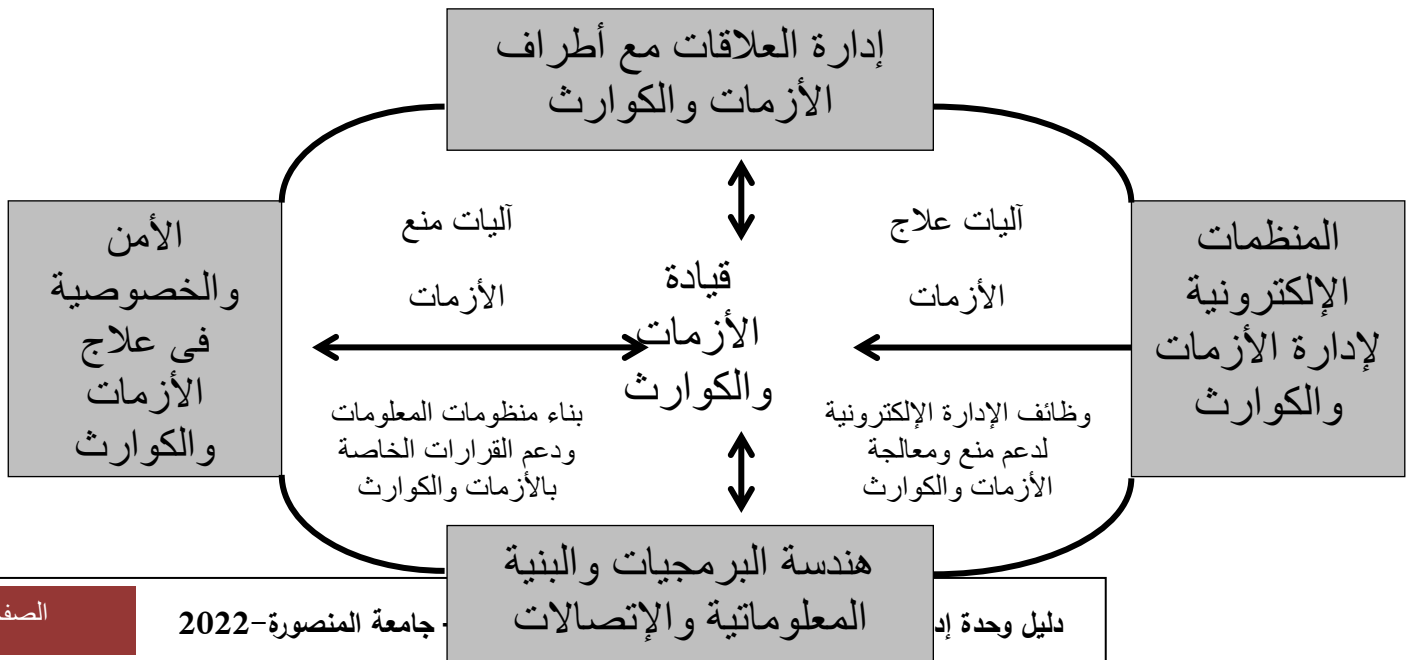 إدارة العلاقات مع أطراف
الأزمات والكوارث
المنظمات
الإلكترونية
لإدارة الأزمات
والكوارث
آليات علاج
الأزمات
وظائف الإدارة الإلكترونية
لدعم منع ومعالجة
الأزمات والكوارث
قيادة
الأزمات
والكوارث
آليات منع
الأزمات
بناء منظومات المعلومات
ودعم القرارات الخاصة
بالأزمات والكوارث
الأمن
والخصوصية
فى علاج
الأزمات
والكوارث
هندسة البرمجيات والبنية
المعلوماتية والإتصالات
دليل وحدة
جامعة المنصورة-2022